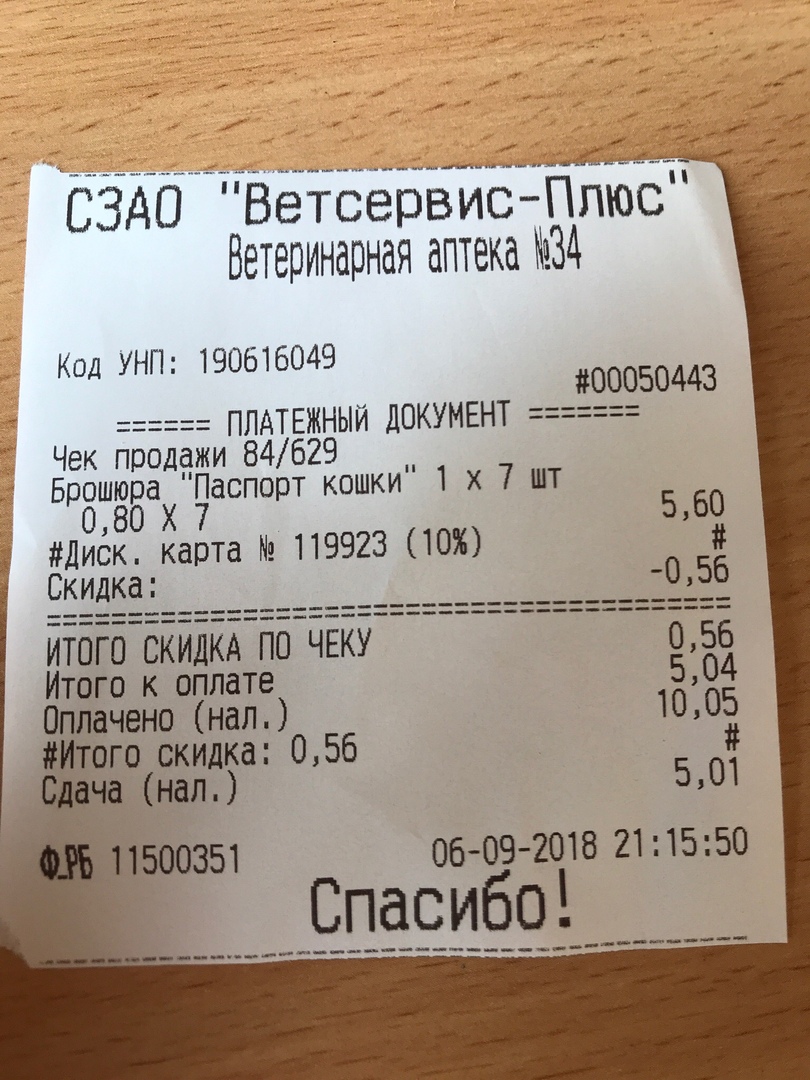 СЗАО "Ветсервис-Плюс"
Ветеринарная аптека №34
Код УНП: 190616049
#00050443
====== ПЛАТЕЖНЫЙ ДОКУМЕНТ =======
Чек продажи 84/629
Брошюра "Паспорт кошки" 1 x 7 шт
0,80 X 7 5,60
#Диск. карта № 119923 (10%) #
Скидка: -0,56
========================================
ИТОГО СКИДКА ПО ЧЕКУ 0,56
Итого к оплате 5,04
Оплачено (нал.) 10,05
#Итого скидка: 0,56 #
Сдача (нал.) 5,01
Ф_РБ 11500351 06-09-2018 21:15:50
Спасибо!